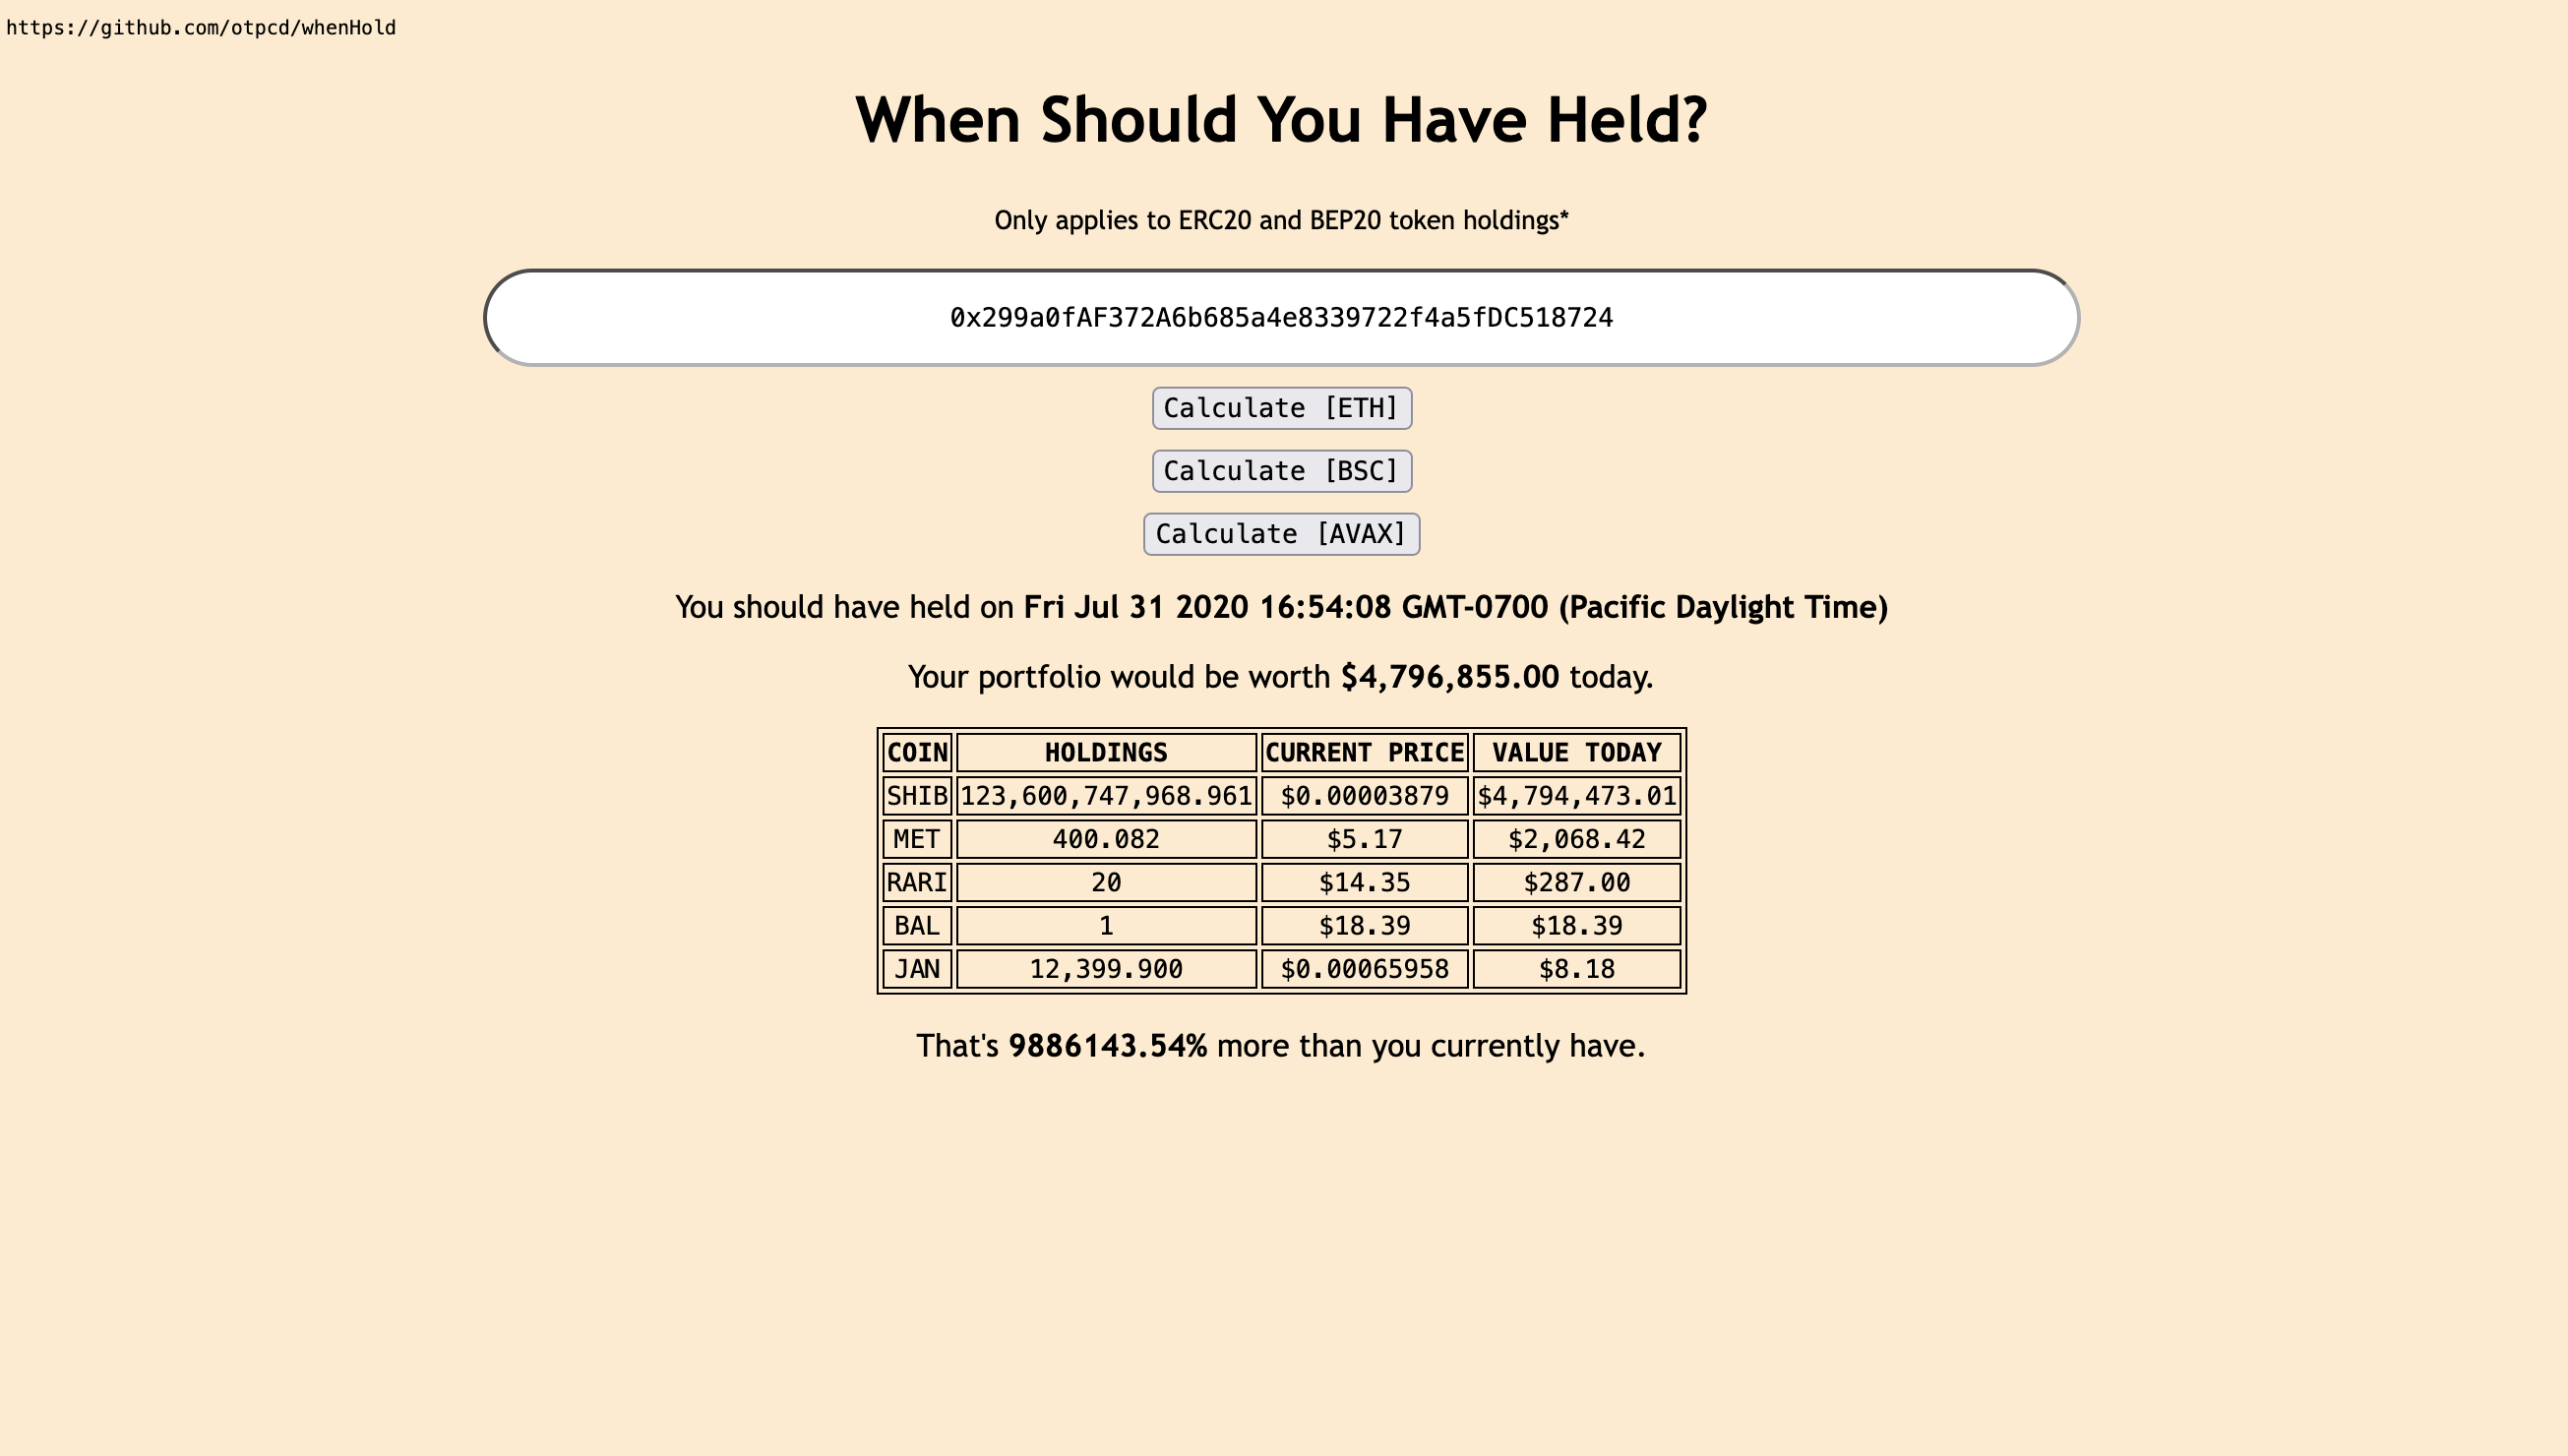 https://github.com/otpcd/whenHold
When Should You Have Held?
Only applies to ERC20 and BEP20 token holdings*
0x299a0fAF372A6b685a4e8339722f4a5fDC518724
Calculate [ETH]
Calculate [BSC]
Calculate [AVAX]
You should have held on Fri Jul 31 2020 16:54:08 GMT-0700 (Pacific Daylight Time)
Your portfolio would be worth $4,796,855.00 today.
COIN HOLDINGS CURRENT PRICE VALUE TODAY
SHIB 123,600,747,968.961 $0.00003879 $4,794,473.01
MET 400.082 $5.17 $2,068.42
RARI 20 $14.35 $287.00
BAL 1 $18.39 $18.39
JAN 12,399.900 $0.00065958 $8.18
That's 9886143.54% more than you currently have.